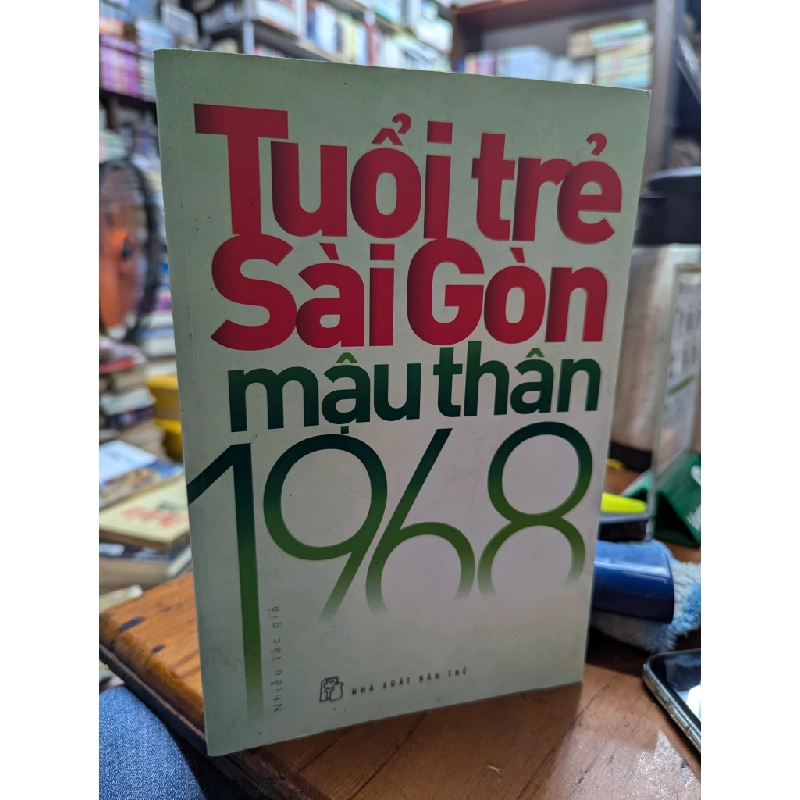 Tuổi trẻ
Sài Gòn
mậu thân
1968
Nhiều tác giả
NHÀ XUẤT BẢN TRẺ